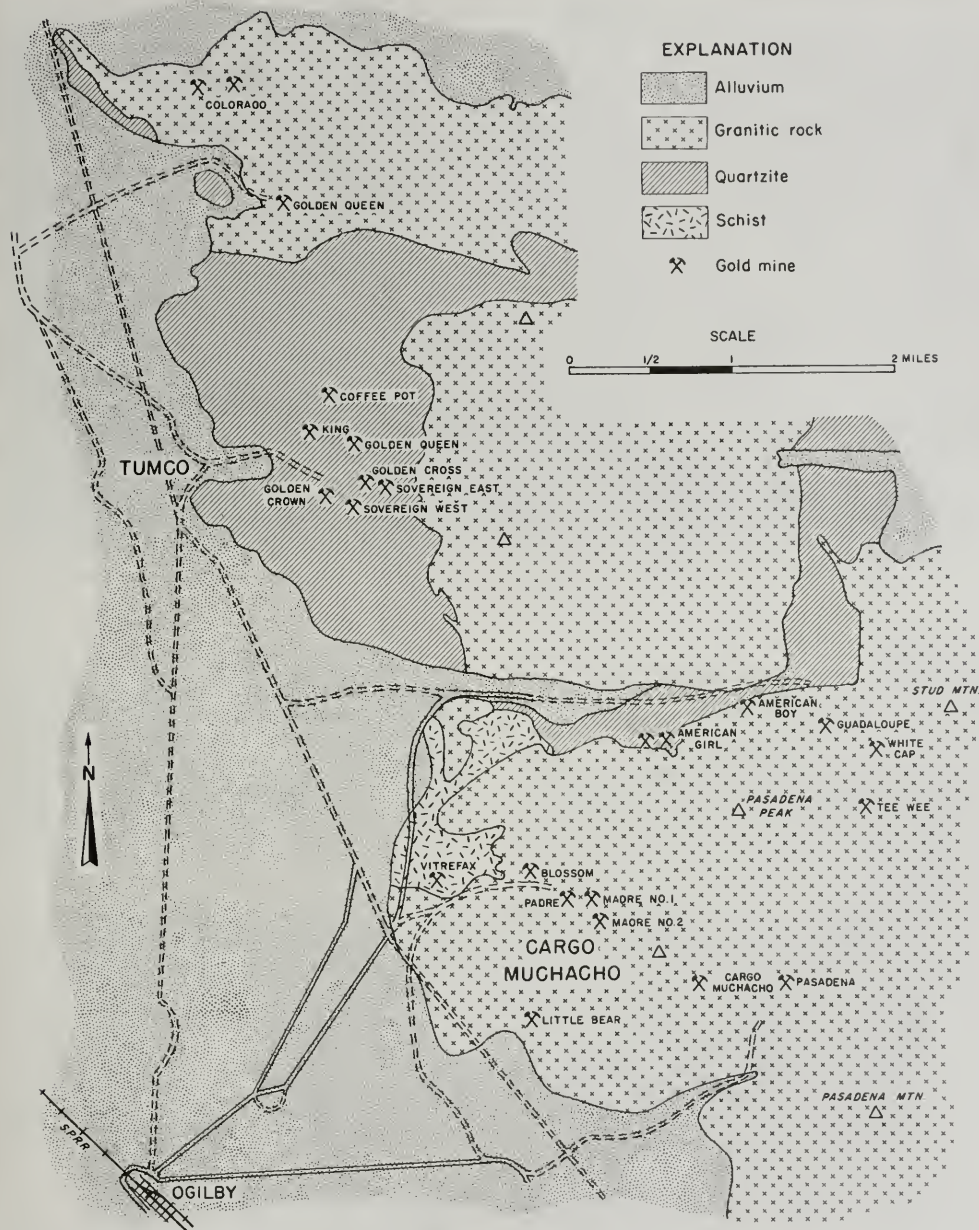 EXPLANATION
Alluvium
Granitic rock
Quartzite
Schist
Gold mine
SCALE
0 1/2 1 2 MILES
COLORADO
GOLDEN QUEEN
COFFEE POT
KING
GOLDEN QUEEN
TUMCO
GOLDEN CROSS
SOVEREIGN EAST
GOLDEN
CROWN
SOVEREIGN WEST
STUD MTN.
AMERICAN
BOY
GUADALOUPE
AMERICAN
GIRL
WHITE
CAP
N
PASADENA
PEAK
TEE WEE
VITREFAX
BLOSSOM
PADRE
MADRE NO.1
MADRE NO.2
CARGO
MUCHACHO
CARGO
MUCHACHO
PASADENA
LITTLE BEAR
PASADENA MTN.
SPRR
OGILBY